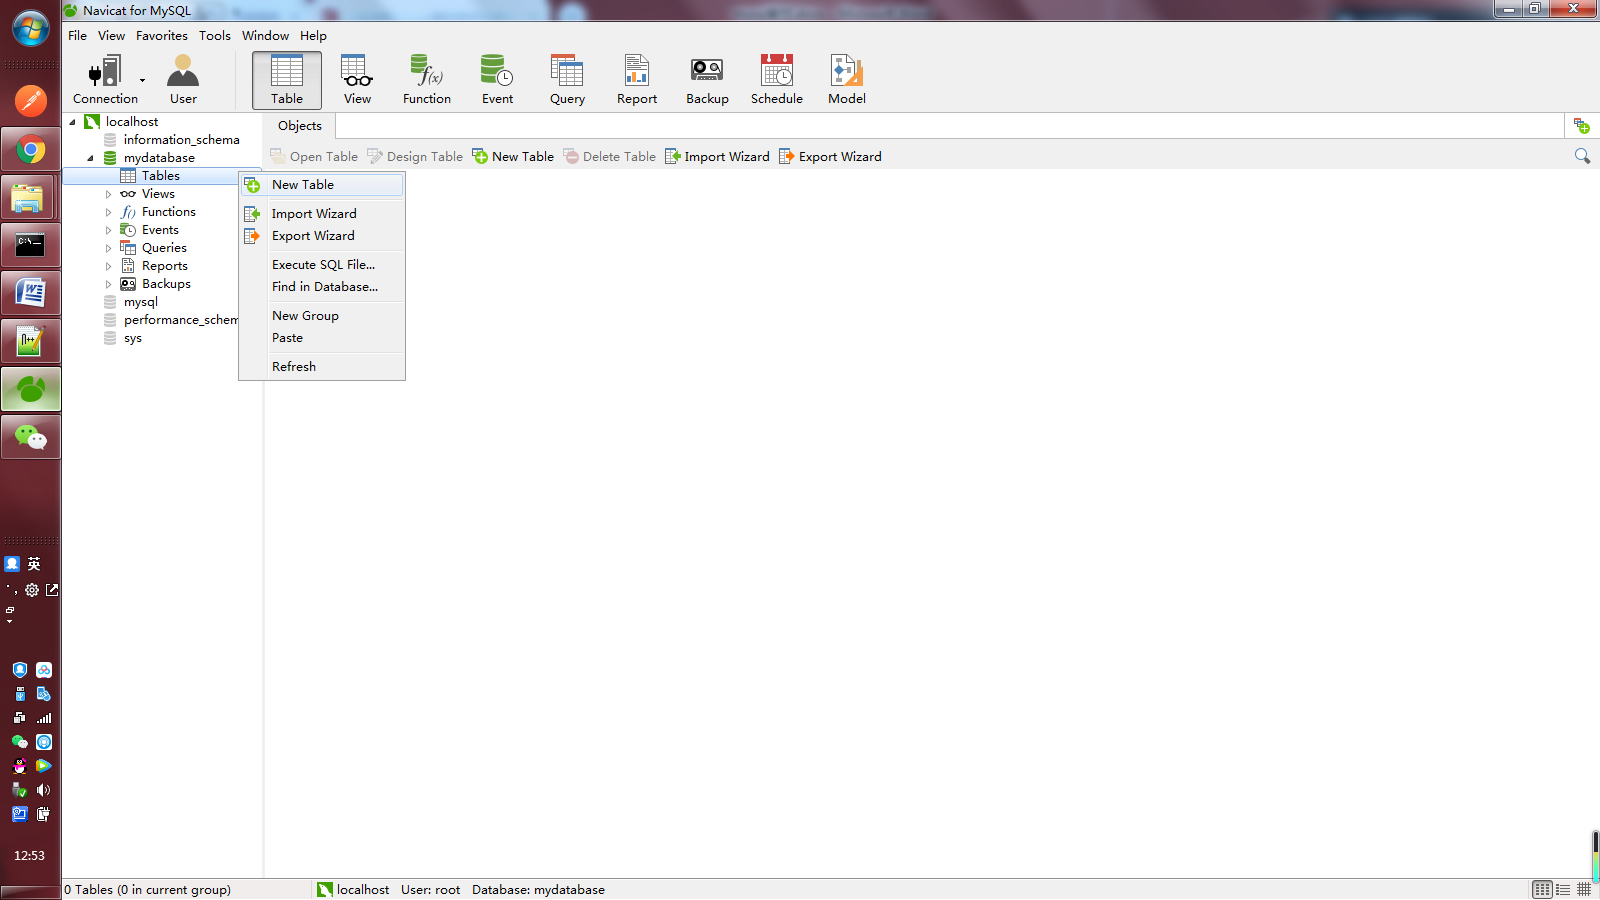 Navicat for MySQL
File View Favorites Tools Window Help
Connection User Table View Function Event Query Report Backup Schedule Model
localhost
information_schema
mydatabase
Tables
Views
Functions
Events
Queries
Reports
Backups
mysql
performance_schem
sys
Objects
Open Table Design Table New Table Delete Table Import Wizard Export Wizard
New Table
Import Wizard
Export Wizard
Execute SQL File...
Find in Database...
New Group
Paste
Refresh
英
12:53
0 Tables (0 in current group) localhost User: root Database: mydatabase